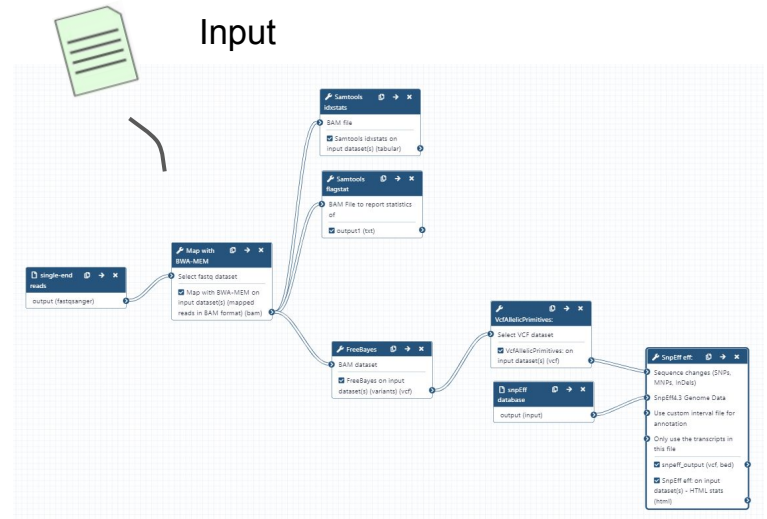 Input
Samtools
idxstats
BAM file
Samtools idxstats on
input dataset(s) (tabular)
Samtools
flagstat
BAM File to report statistics
of
output1 (txt)
Map with
BWA-MEM
Select fastq dataset
Map with BWA-MEM on
input dataset(s) (mapped
reads in BAM format) (bam)
single-end
reads
output (fastqsanger)
FreeBayes
BAM dataset
FreeBayes on input
dataset(s) (variants) (vcf)
VcfAllelicPrimitives:
Select VCF dataset
VcfAllelicPrimitives: on
input dataset(s) (vcf)
snpEff
database
output (input)
SnpEff eff:
Sequence changes (SNPs,
MNPs, InDels)
SnpEff4.3 Genome Data
Use custom interval file for
annotation
Only use the transcripts in
this file
snpeff_output (vcf, bed)
SnpEff eff: on input
dataset(s) - HTML stats
(html)